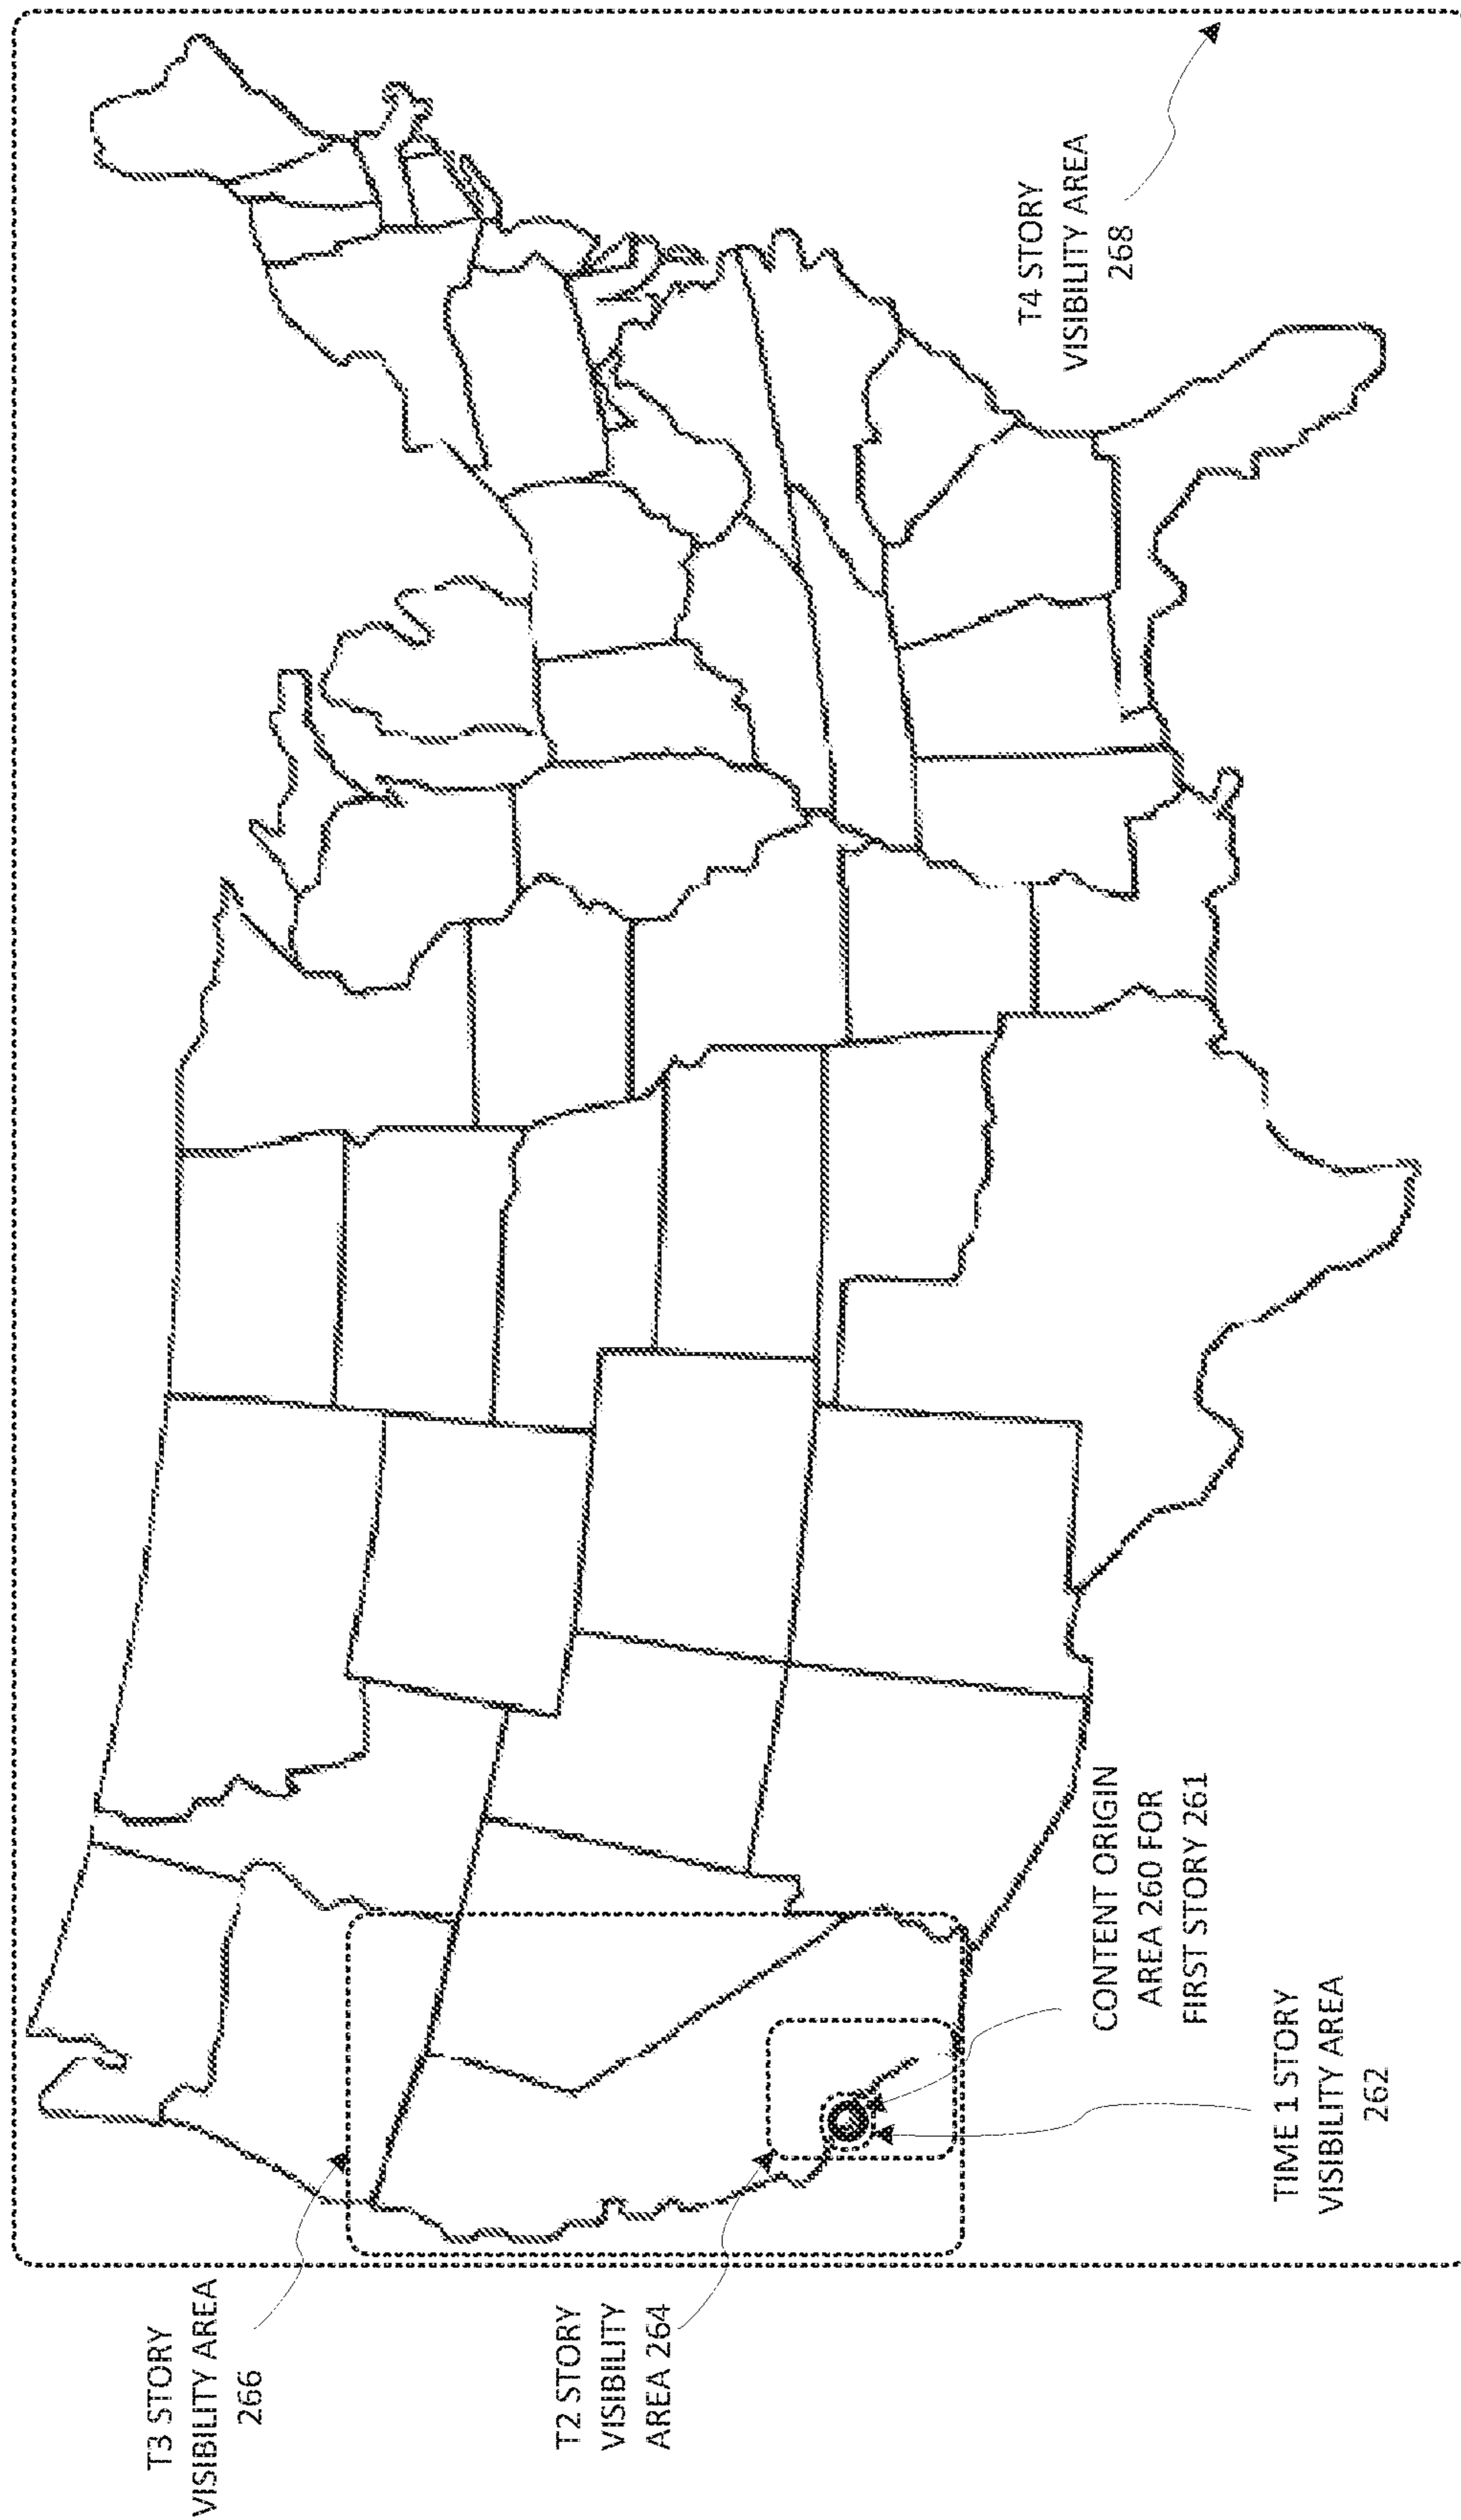 T3 STORY
VISIBILITY AREA
266
T2 STORY
VISIBILITY
AREA 264
TIME 1 STORY
VISIBILITY AREA
262
CONTENT ORIGIN
AREA 260 FOR
FIRST STORY 261
T4 STORY
VISIBILITY AREA
268